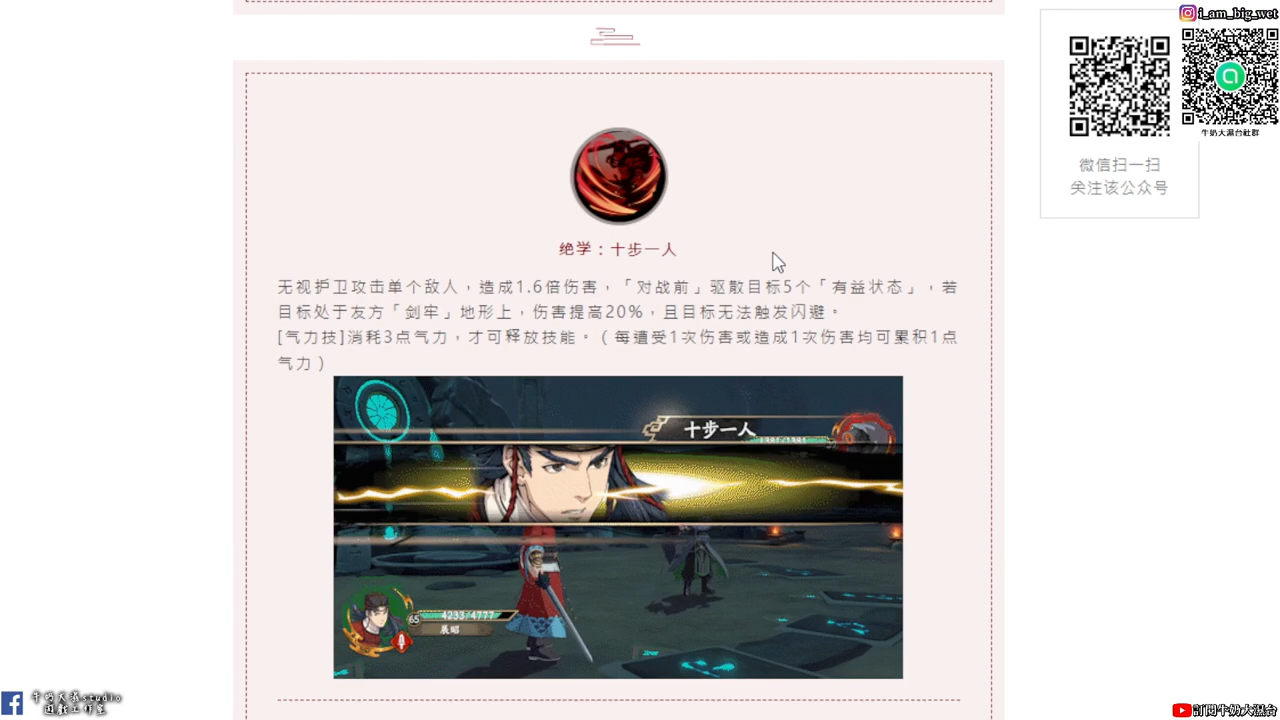 i_am_big_wet
牛奶大濕台社群
微信扫一扫
关注该公众号
绝学：十步一人
无视护卫攻击单个敌人，造成1.6倍伤害，「对战前」驱散目标5个「有益状态」，若
目标处于友方「剑牢」地形上，伤害提高20%，且目标无法触发闪避。
[气力技]消耗3点气力，才可释放技能。（每遭受1次伤害或造成1次伤害均可累积1点
气力）
十步一人
65
4233/4777
展昭
牛奶大濕studio
遊戲工作室
訂閱牛奶大濕台